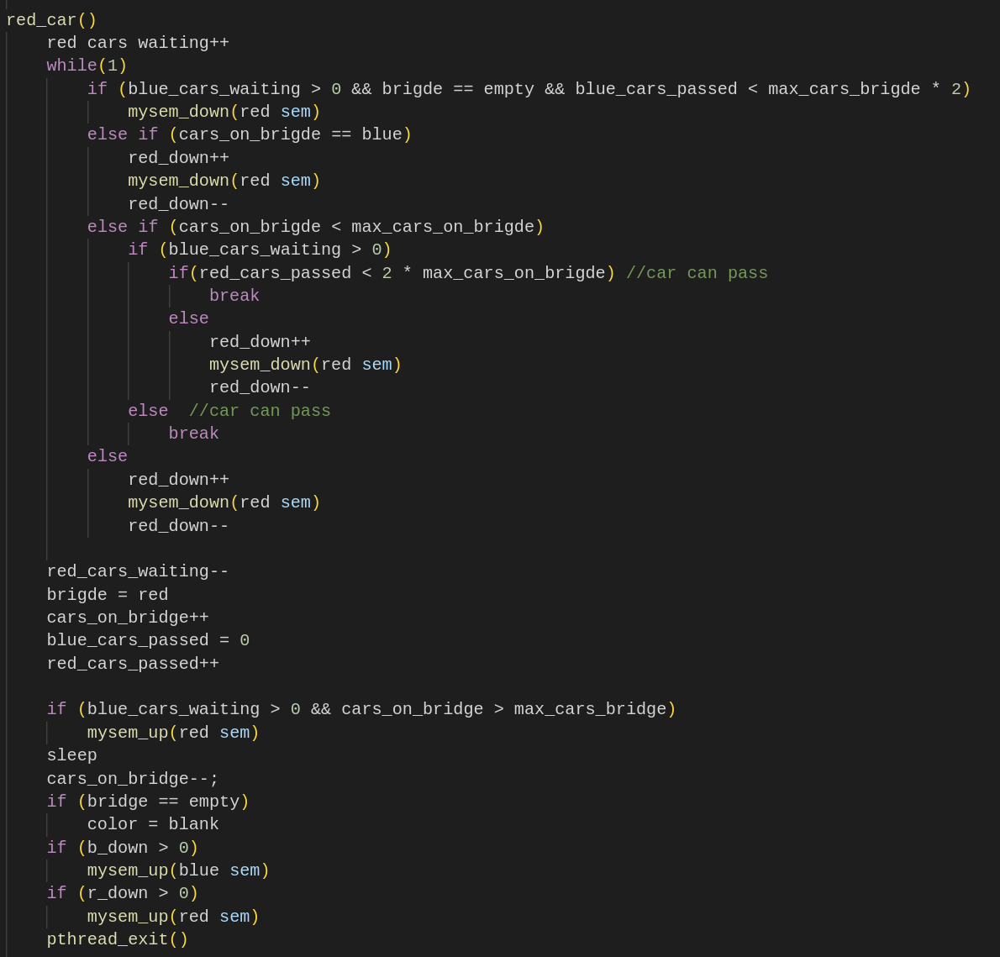 red_car()
    red cars waiting++
    while(1)
        if (blue_cars_waiting > 0 && brigde == empty && blue_cars_passed < max_cars_brigde * 2)
            mysem_down(red sem)
        else if (cars_on_brigde == blue)
            red_down++
            mysem_down(red sem)
            red_down--
        else if (cars_on_brigde < max_cars_on_brigde)
            if (blue_cars_waiting > 0)
                if(red_cars_passed < 2 * max_cars_on_brigde) //car can pass
                    break
                else
                    red_down++
                    mysem_down(red sem)
                    red_down--
            else  //car can pass
                break
        else
            red_down++
            mysem_down(red sem)
            red_down--

    red_cars_waiting--
    brigde = red
    cars_on_bridge++
    blue_cars_passed = 0
    red_cars_passed++

    if (blue_cars_waiting > 0 && cars_on_bridge > max_cars_bridge)
        mysem_up(red sem)
    sleep
    cars_on_bridge--;
    if (bridge == empty)
        color = blank
    if (b_down > 0)
        mysem_up(blue sem)
    if (r_down > 0)
        mysem_up(red sem)
    pthread_exit()